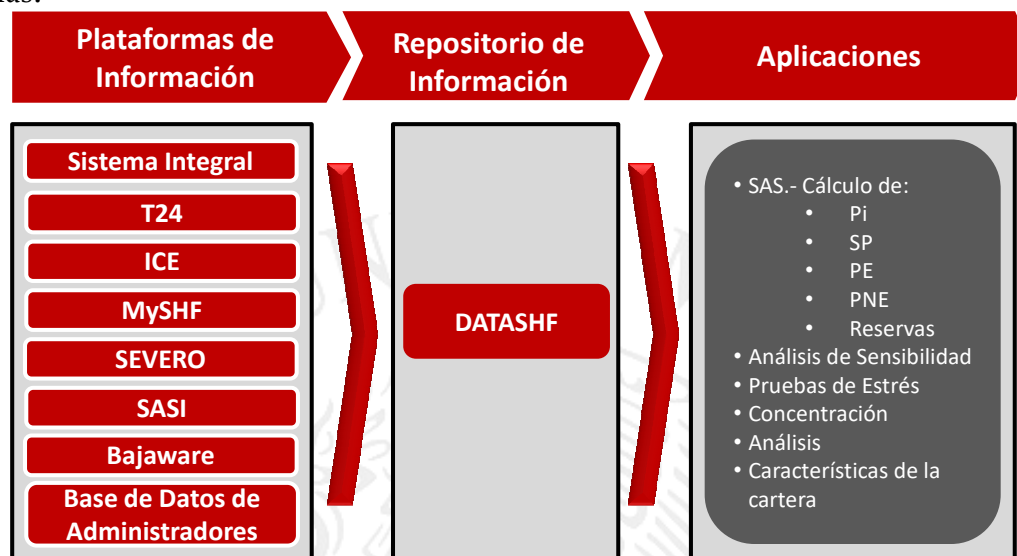 Plataformas de
Información
Repositorio de
Información
Aplicaciones
Sistema Integral
T24
ICE
MySHF
SEVERO
SASI
Bajaware
Base de Datos de
Administradores
DATASHF
• SAS.- Cálculo de:
• Pi
• SP
• PE
• PNE
• Reservas
• Análisis de Sensibilidad
• Pruebas de Estrés
• Concentración
• Análisis
• Características de la
cartera